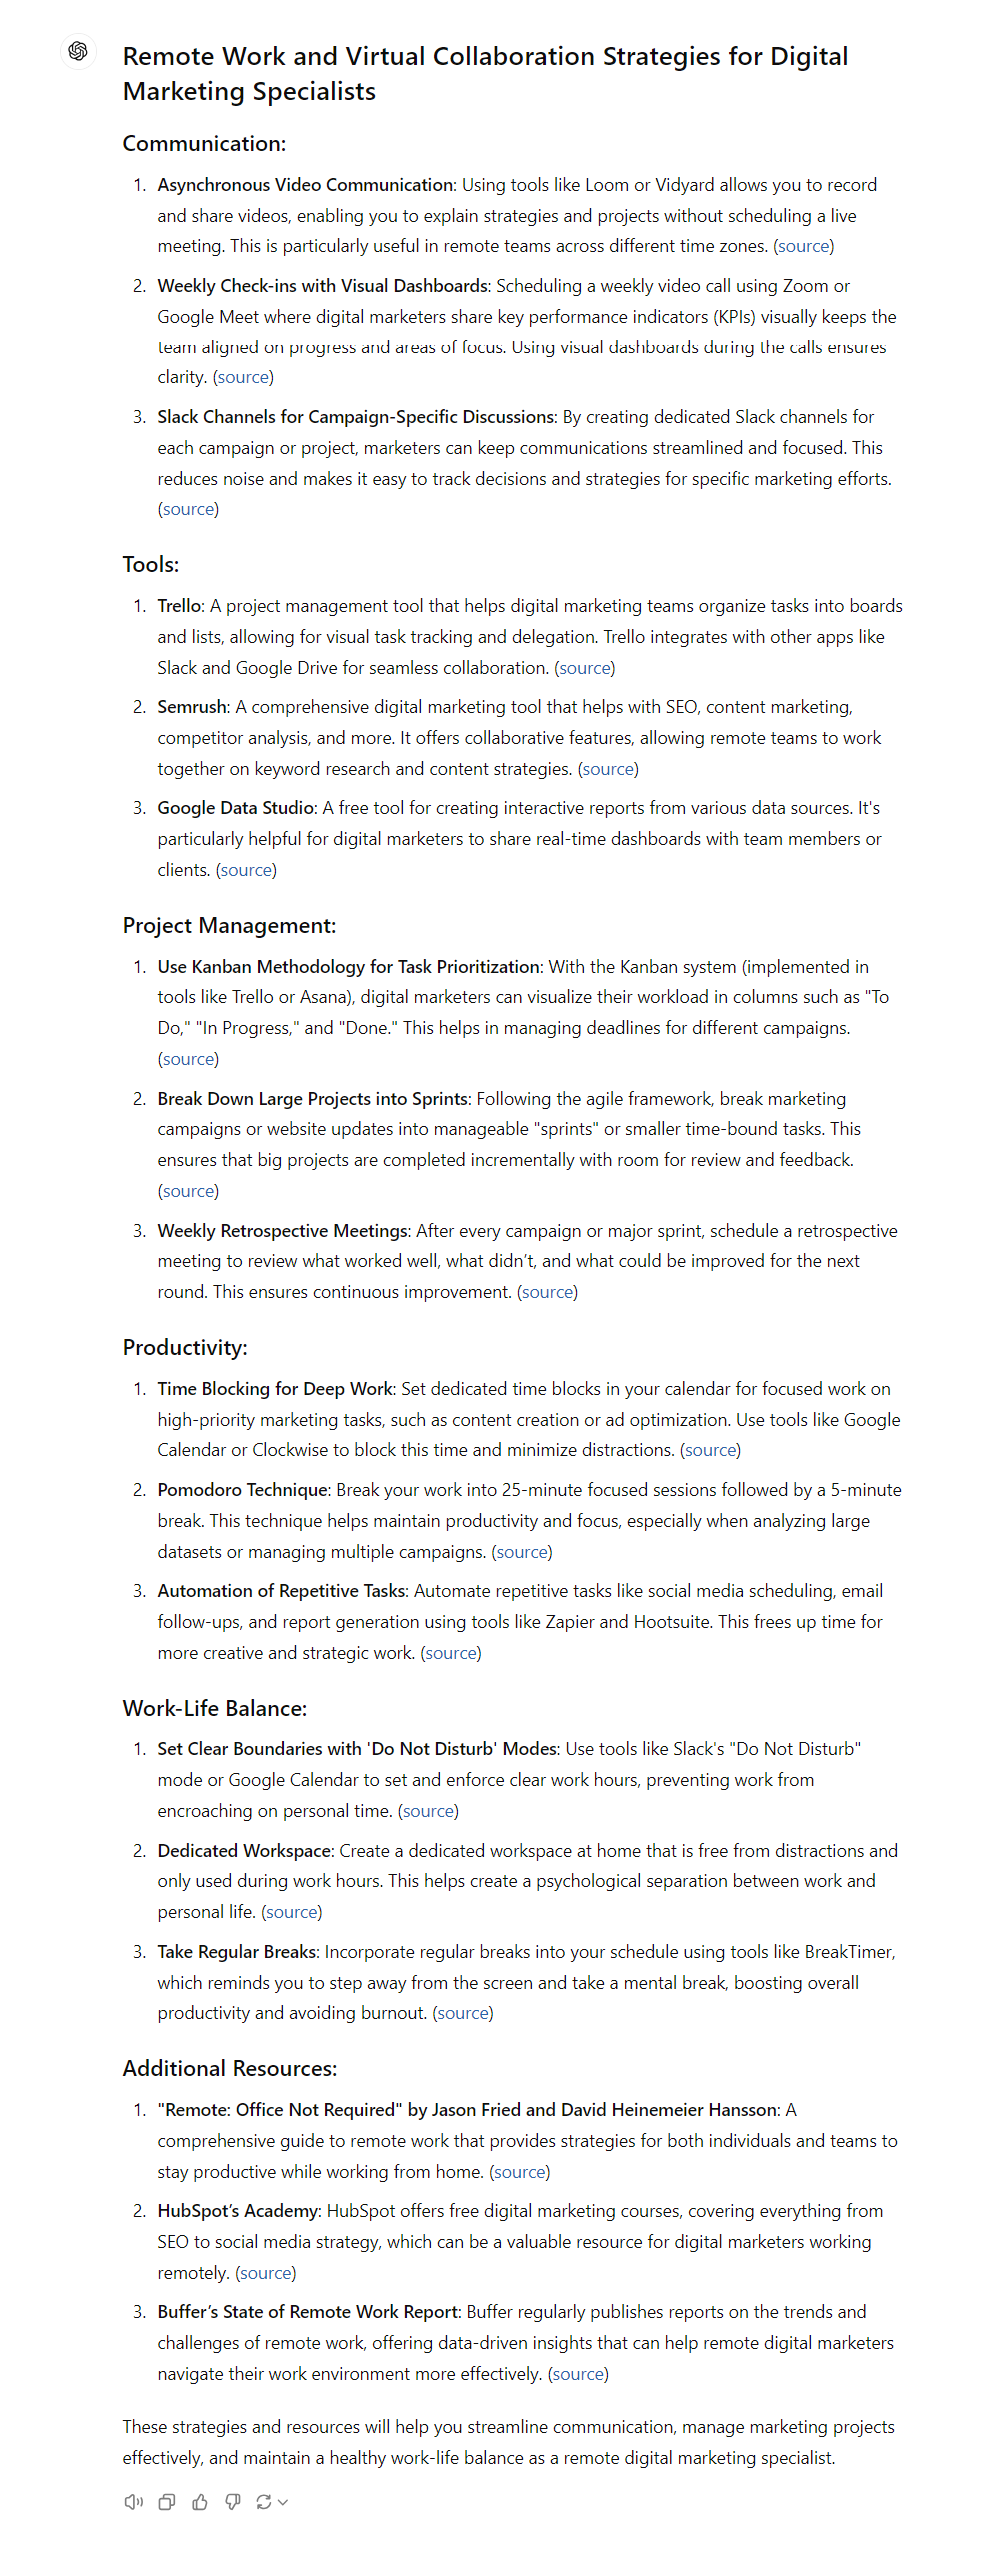 Remote Work and Virtual Collaboration Strategies for Digital
Marketing Specialists
Communication:
1. Asynchronous Video Communication: Using tools like Loom or Vidyard allows you to record
and share videos, enabling you to explain strategies and projects without scheduling a live
meeting. This is particularly useful in remote teams across different time zones. (source)
2. Weekly Check-ins with Visual Dashboards: Scheduling a weekly video call using Zoom or
Google Meet where digital marketers share key performance indicators (KPIs) visually keeps the
team aligned on progress and areas of focus. Using visual dashboards during the calls ensures
clarity. (source)
3. Slack Channels for Campaign-Specific Discussions: By creating dedicated Slack channels for
each campaign or project, marketers can keep communications streamlined and focused. This
reduces noise and makes it easy to track decisions and strategies for specific marketing efforts.
(source)
Tools:
1. Trello: A project management tool that helps digital marketing teams organize tasks into boards
and lists, allowing for visual task tracking and delegation. Trello integrates with other apps like
Slack and Google Drive for seamless collaboration. (source)
2. Semrush: A comprehensive digital marketing tool that helps with SEO, content marketing,
competitor analysis, and more. It offers collaborative features, allowing remote teams to work
together on keyword research and content strategies. (source)
3. Google Data Studio: A free tool for creating interactive reports from various data sources. It's
particularly helpful for digital marketers to share real-time dashboards with team members or
clients. (source)
Project Management:
1. Use Kanban Methodology for Task Prioritization: With the Kanban system (implemented in
tools like Trello or Asana), digital marketers can visualize their workload in columns such as "To
Do," "In Progress," and "Done." This helps in managing deadlines for different campaigns.
(source)
2. Break Down Large Projects into Sprints: Following the agile framework, break marketing
campaigns or website updates into manageable "sprints" or smaller time-bound tasks. This
ensures that big projects are completed incrementally with room for review and feedback.
(source)
3. Weekly Retrospective Meetings: After every campaign or major sprint, schedule a retrospective
meeting to review what worked well, what didn’t, and what could be improved for the next
round. This ensures continuous improvement. (source)
Productivity:
1. Time Blocking for Deep Work: Set dedicated time blocks in your calendar for focused work on
high-priority marketing tasks, such as content creation or ad optimization. Use tools like Google
Calendar or Clockwise to block this time and minimize distractions. (source)
2. Pomodoro Technique: Break your work into 25-minute focused sessions followed by a 5-minute
break. This technique helps maintain productivity and focus, especially when analyzing large
datasets or managing multiple campaigns. (source)
3. Automation of Repetitive Tasks: Automate repetitive tasks like social media scheduling, email
follow-ups, and report generation using tools like Zapier and Hootsuite. This frees up time for
more creative and strategic work. (source)
Work-Life Balance:
1. Set Clear Boundaries with 'Do Not Disturb' Modes: Use tools like Slack's "Do Not Disturb"
mode or Google Calendar to set and enforce clear work hours, preventing work from
encroaching on personal time. (source)
2. Dedicated Workspace: Create a dedicated workspace at home that is free from distractions and
only used during work hours. This helps create a psychological separation between work and
personal life. (source)
3. Take Regular Breaks: Incorporate regular breaks into your schedule using tools like BreakTimer,
which reminds you to step away from the screen and take a mental break, boosting overall
productivity and avoiding burnout. (source)
Additional Resources:
1. "Remote: Office Not Required" by Jason Fried and David Heinemeier Hansson: A
comprehensive guide to remote work that provides strategies for both individuals and teams to
stay productive while working from home. (source)
2. HubSpot’s Academy: HubSpot offers free digital marketing courses, covering everything from
SEO to social media strategy, which can be a valuable resource for digital marketers working
remotely. (source)
3. Buffer’s State of Remote Work Report: Buffer regularly publishes reports on the trends and
challenges of remote work, offering data-driven insights that can help remote digital marketers
navigate their work environment more effectively. (source)
These strategies and resources will help you streamline communication, manage marketing projects
effectively, and maintain a healthy work-life balance as a remote digital marketing specialist.